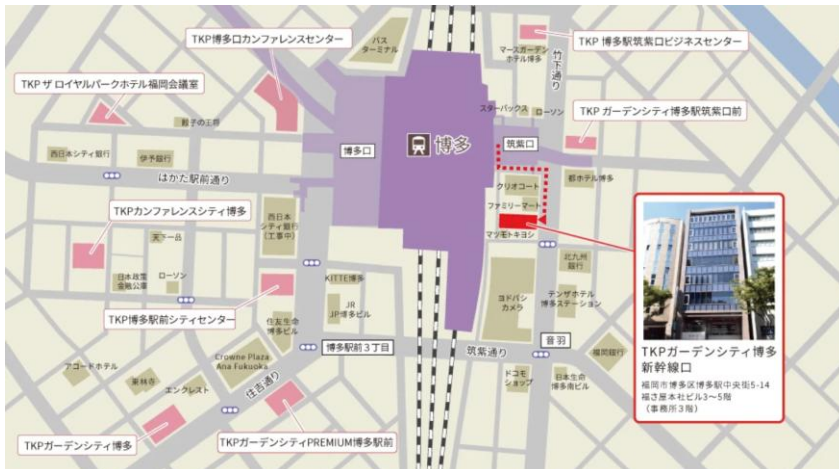 TKP博多口カンファレンスセンター
バス
ターミナル
マースガーデン
ホテル博多
TKP 博多駅筑紫口ビジネスセンター
竹下通り
TKP ザ ロイヤルパークホテル福岡会議室
餃子の王将
スターバックス
ローソン
TKP ガーデンシティ博多駅筑紫口前
西日本シティ銀行
伊予銀行
博多口
博多
筑紫口
はかた駅前通り
クリオコート
都ホテル博多
ファミリーマート
マツモトキヨシ
TKPカンファレンスシティ博多
西日本
シティ銀行
(工事中)
天下一品
北九州
銀行
日本政策
金融公庫
ローソン
KITTE博多
ヨドバシ
カメラ
テンザホテル
博多ステーション
TKP博多駅前シティセンター
JR
JP博多ビル
住友生命
博多ビル
博多駅前3丁目
筑紫通り
音羽
福岡銀行
Crowne Plaza
Ana Fukuoka
アコードホテル
東林寺
エンクレスト
住吉通り
ドコモ
ショップ
日本生命
博多南ビル
TKPガーデンシティ博多
TKPガーデンシティPREMIUM博多駅前
TKPガーデンシティ博多
新幹線口
福岡市博多区博多駅中央街5-14
福さ屋本社ビル3～5階
（事務所3階）